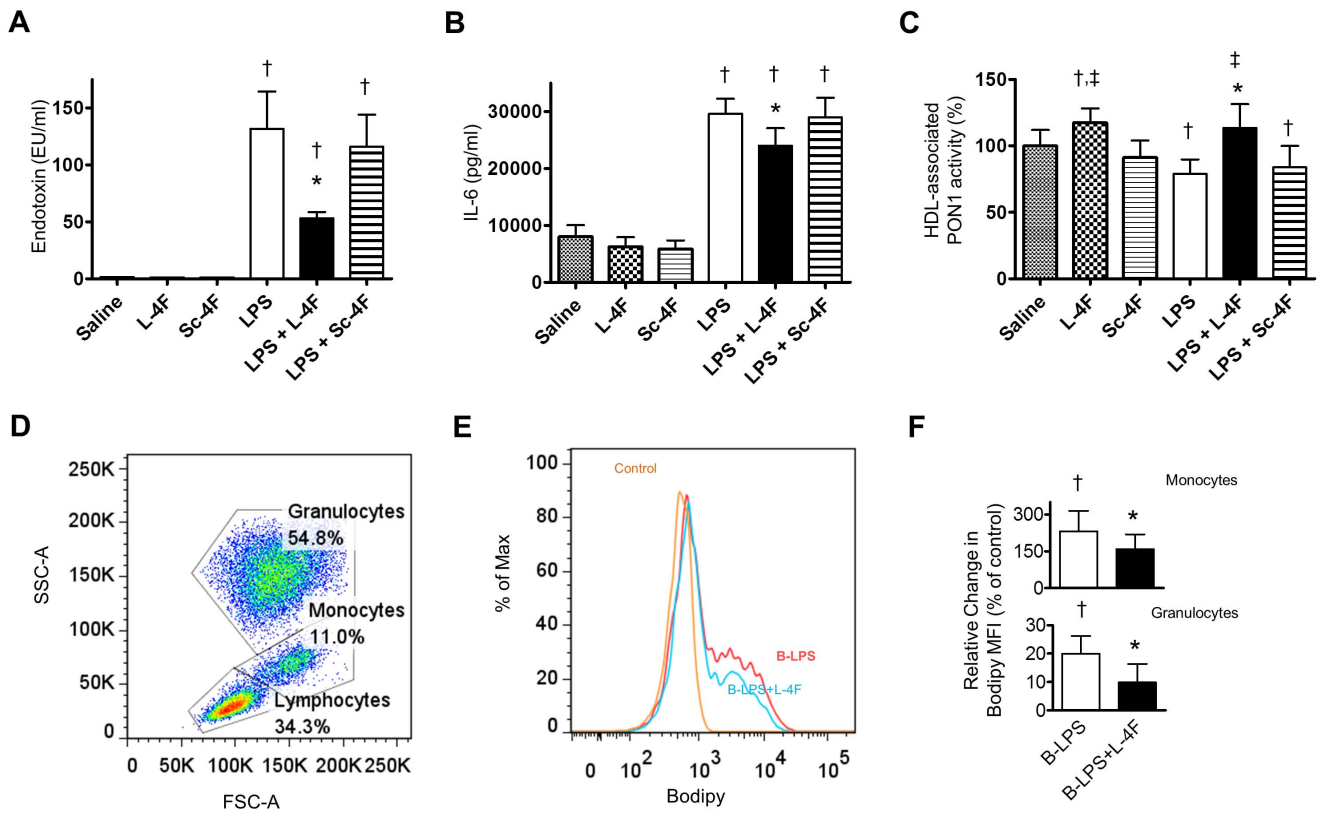 A
B
C
Endotoxin (EU/ml)
150
100
50
0
†
†
*
†
Saline
L-4F
Sc-4F
LPS
LPS + L-4F
LPS + Sc-4F
IL-6 (pg/ml)
30000
20000
10000
0
†
†
*
†
Saline
L-4F
Sc-4F
LPS
LPS + L-4F
LPS + Sc-4F
HDL-associated
PON1 activity (%)
150
100
50
0
†,‡
†
‡
*
†
Saline
L-4F
Sc-4F
LPS
LPS + L-4F
LPS + Sc-4F
D
E
F
SSC-A
250K
200K
150K
100K
50K
0
Granulocytes
54.8%
Monocytes
11.0%
Lymphocytes
34.3%
0 50K 100K 150K 200K 250K
FSC-A
% of Max
100
80
60
40
20
0
Control
B-LPS
B-LPS+L-4F
0 10² 10³ 10⁴ 10⁵
Bodipy
Relative Change in
Bodipy MFI (% of control)
Monocytes
300
150
0
†
*
Granulocytes
30
20
10
0
†
*
B-LPS
B-LPS+L-4F